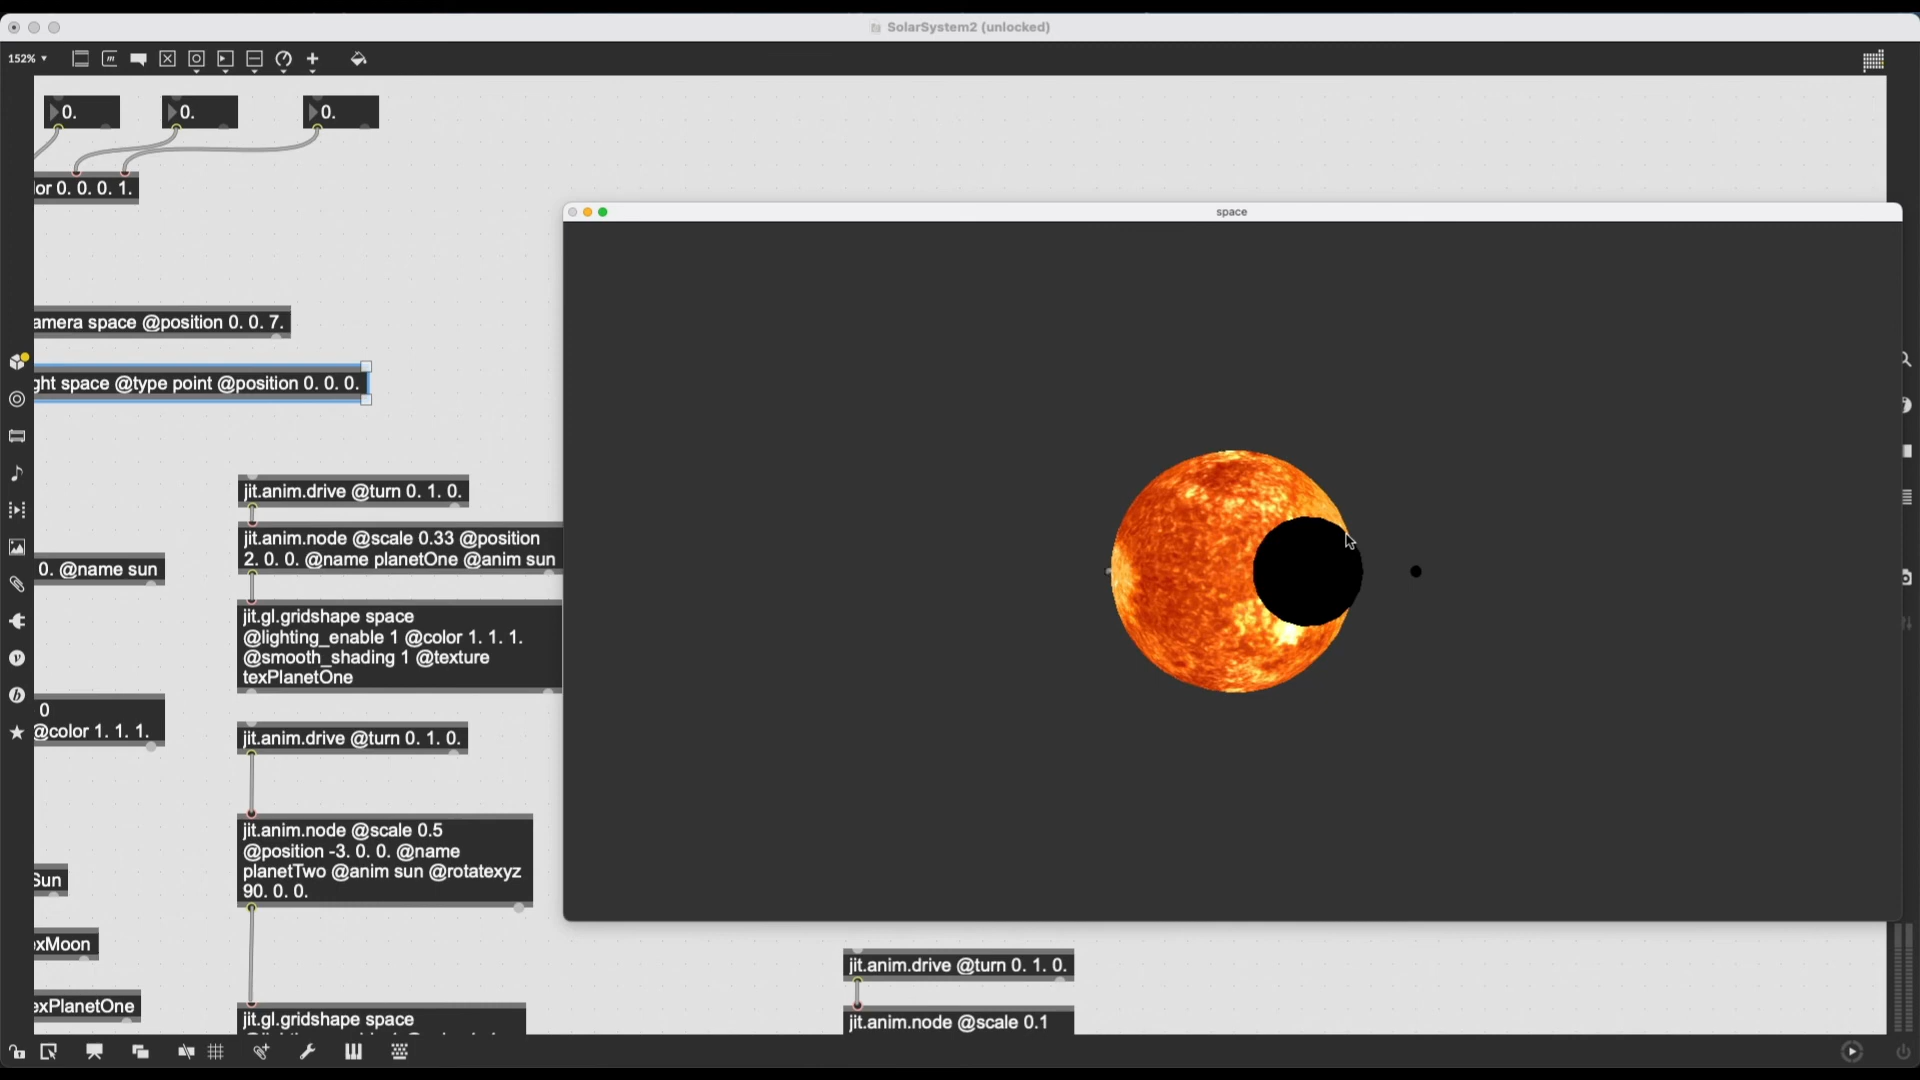 SolarSystem2 (unlocked)
152%
0.
0.
0.
lor 0. 0. 0. 1.
space
amera space @position 0. 0. 7.
ght space @type point @position 0. 0. 0.
jit.anim.drive @turn 0. 1. 0.
jit.anim.node @scale 0.33 @position
2. 0. 0. @name planetOne @anim sun
0. @name sun
jit.gl.gridshape space
@lighting_enable 1 @color 1. 1. 1.
@smooth_shading 1 @texture
texPlanetOne
0
@color 1. 1. 1.
jit.anim.drive @turn 0. 1. 0.
jit.anim.node @scale 0.5
@position -3. 0. 0. @name
planetTwo @anim sun @rotatexyz
90. 0. 0.
Sun
exMoon
exPlanetOne
jit.gl.gridshape space
jit.anim.drive @turn 0. 1. 0.
jit.anim.node @scale 0.1